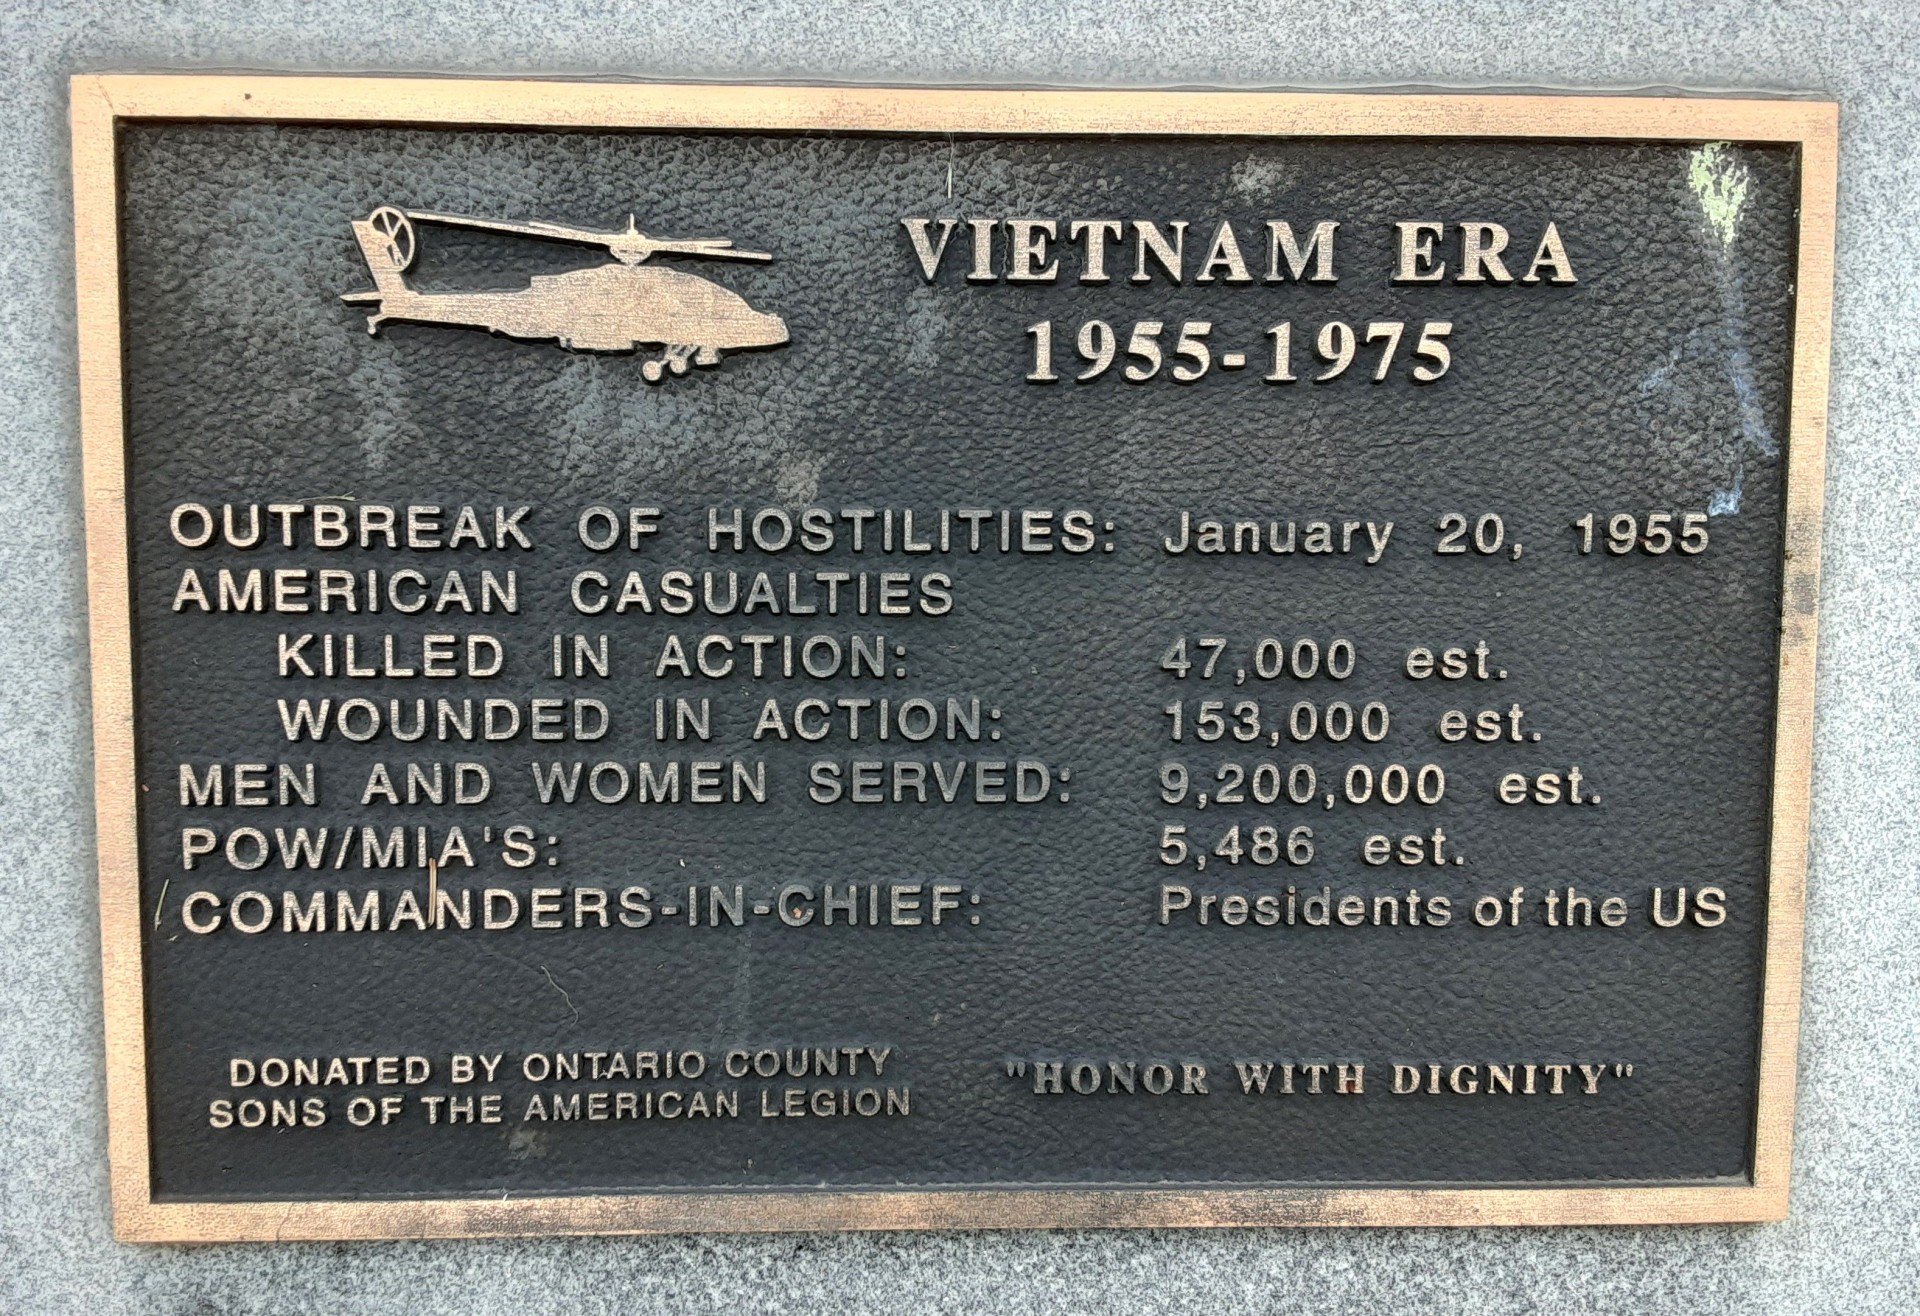 VIETNAM ERA
1955-1975
OUTBREAK OF HOSTILITIES: January 20, 1955
AMERICAN CASUALTIES
KILLED IN ACTION: 47,000 est.
WOUNDED IN ACTION: 153,000 est.
MEN AND WOMEN SERVED: 9,200,000 est.
POW/MIA'S: 5,486 est.
COMMANDERS-IN-CHIEF: Presidents of the US
DONATED BY ONTARIO COUNTY
SONS OF THE AMERICAN LEGION
"HONOR WITH DIGNITY"